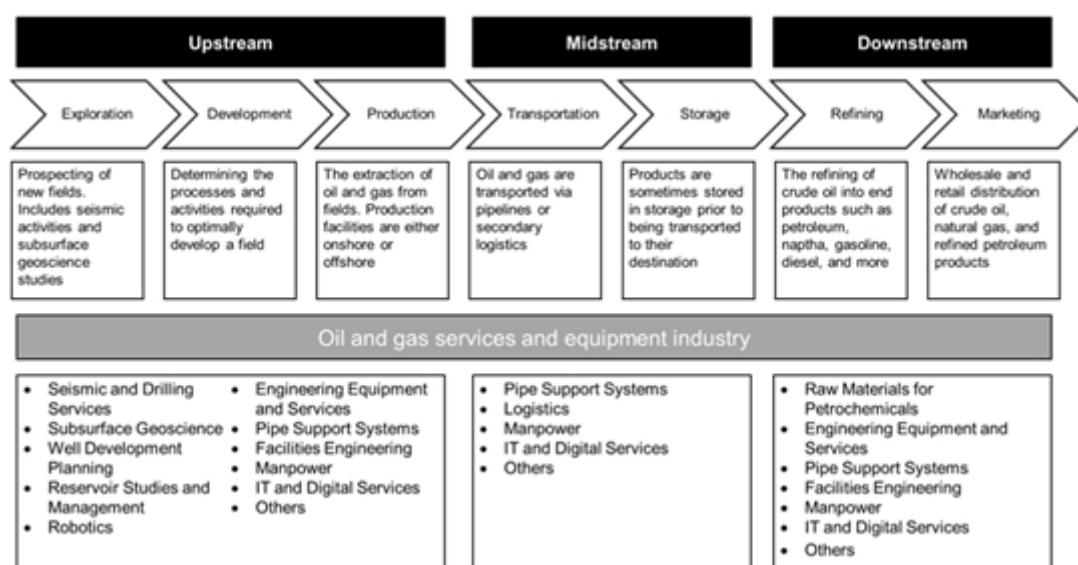 Upstream
Midstream
Downstream
Exploration
Development
Production
Transportation
Storage
Refining
Marketing
Prospecting of
new fields.
Includes seismic
activities and
subsurface
geoscience
studies
Determining the
processes and
activities required
to optimally
develop a field
The extraction of
oil and gas from
fields. Production
facilities are either
onshore or
offshore
Oil and gas are
transported via
pipelines or
secondary
logistics
Products are
sometimes stored
in storage prior to
being transported
to their
destination
The refining of
crude oil into end
products such as
petroleum,
naptha, gasoline,
diesel, and more
Wholesale and
retail distribution
of crude oil,
natural gas, and
refined petroleum
products
Oil and gas services and equipment industry
• Seismic and Drilling
Services
• Subsurface Geoscience
• Well Development
Planning
• Reservoir Studies and
Management
• Robotics
• Engineering Equipment
and Services
• Pipe Support Systems
• Facilities Engineering
• Manpower
• IT and Digital Services
• Others
• Pipe Support Systems
• Logistics
• Manpower
• IT and Digital Services
• Others
• Raw Materials for
Petrochemicals
• Engineering Equipment and
Services
• Pipe Support Systems
• Facilities Engineering
• Manpower
• IT and Digital Services
• Others